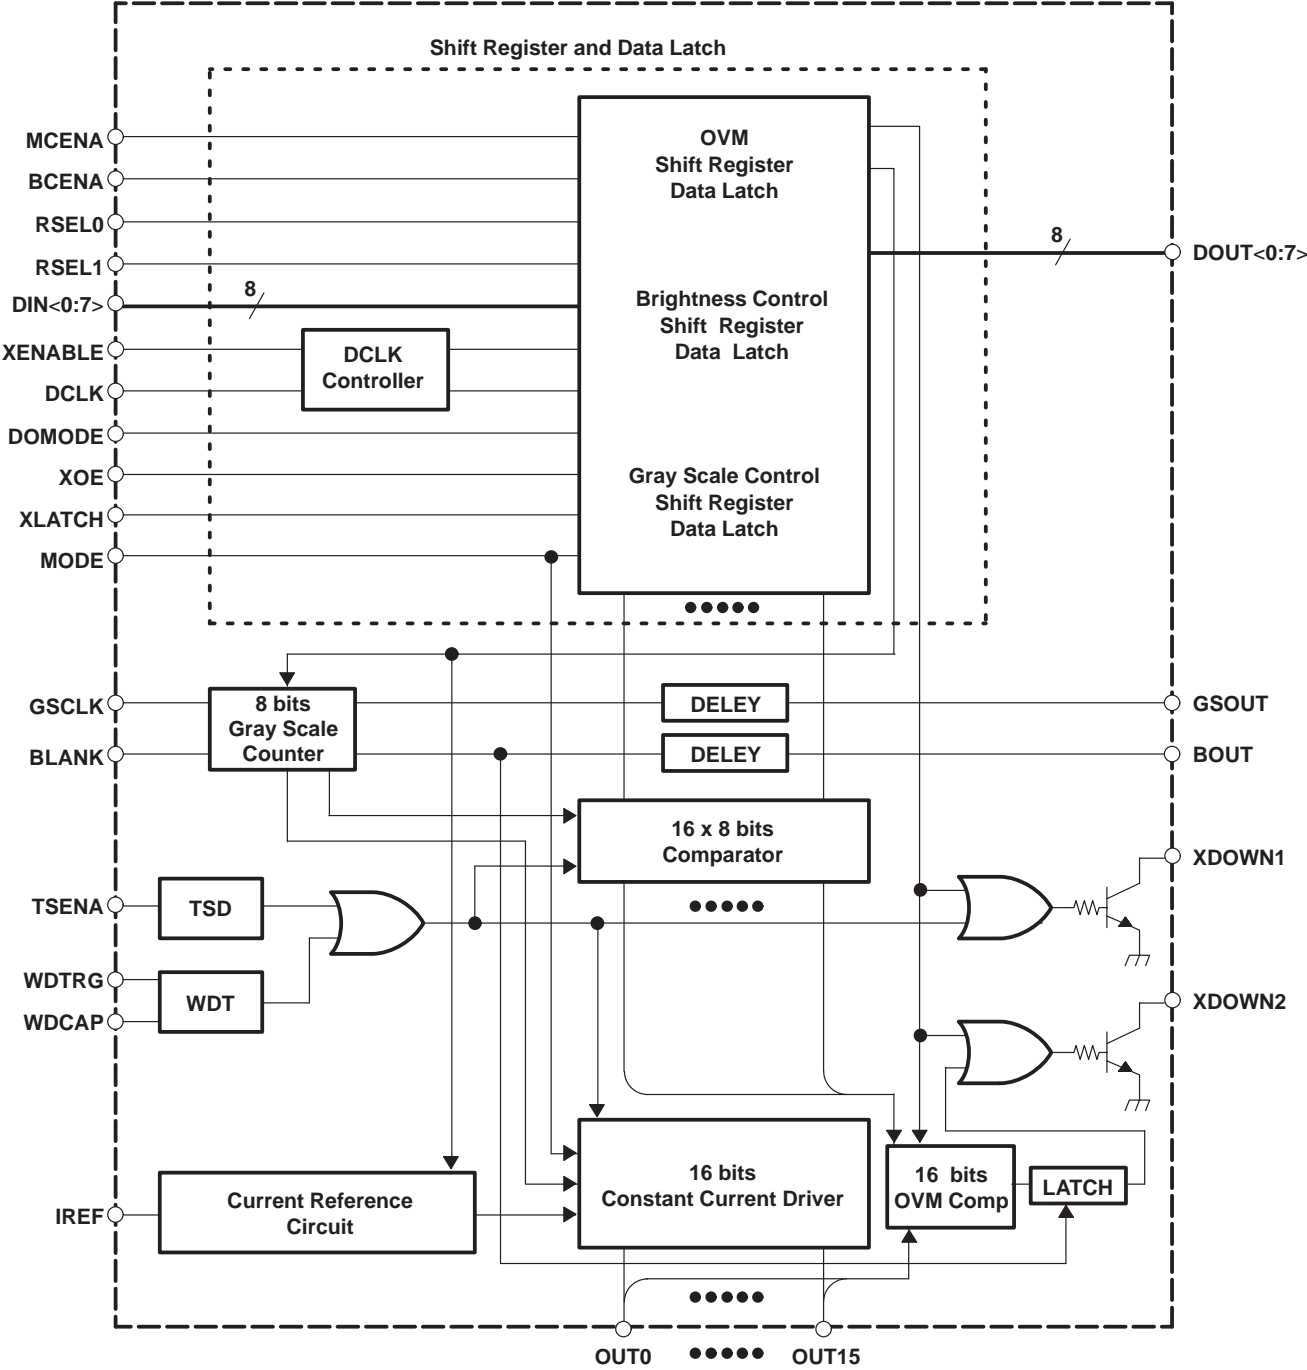 Shift Register and Data Latch
MCENA
BCENA
RSEL0
RSEL1
DIN<0:7>
8
XENABLE
DCLK
DOMODE
XOE
XLATCH
MODE
DCLK
Controller
OVM
Shift Register
Data Latch
Brightness Control
Shift Register
Data Latch
Gray Scale Control
Shift Register
Data Latch
8
DOUT<0:7>
GSCLK
BLANK
8 bits
Gray Scale
Counter
DELEY
DELEY
GSOUT
BOUT
16 x 8 bits
Comparator
XDOWN1
TSENA
TSD
WDTRG
WDCAP
WDT
XDOWN2
IREF
Current Reference
Circuit
16 bits
Constant Current Driver
16 bits
OVM Comp
LATCH
OUT0
OUT15